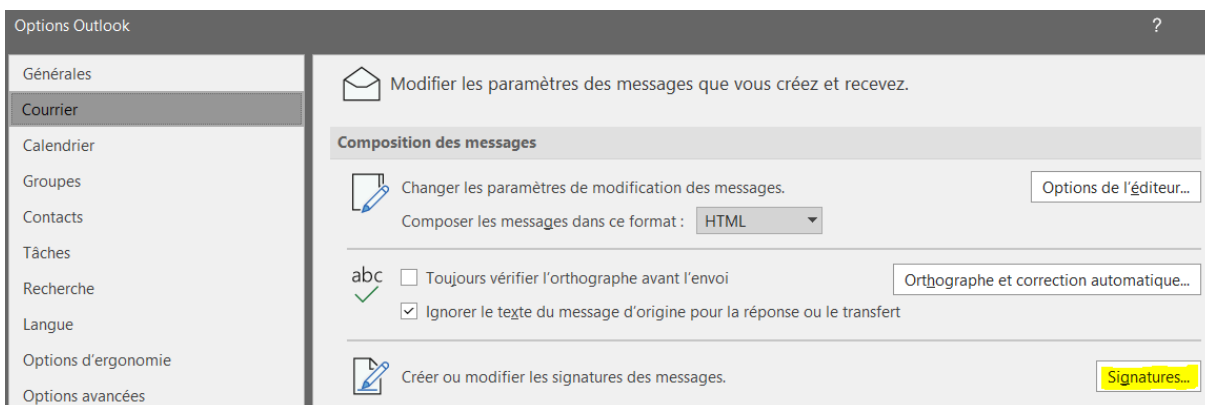 Options Outlook
?
Générales
Courrier
Calendrier
Groupes
Contacts
Tâches
Recherche
Langue
Options d'ergonomie
Options avancées
Modifier les paramètres des messages que vous créez et recevez.
Composition des messages
Changer les paramètres de modification des messages.
Options de l'éditeur...
Composer les messages dans ce format : HTML
abc
Toujours vérifier l'orthographe avant l'envoi
Orthographe et correction automatique...
Ignorer le texte du message d'origine pour la réponse ou le transfert
Créer ou modifier les signatures des messages.
Signatures...